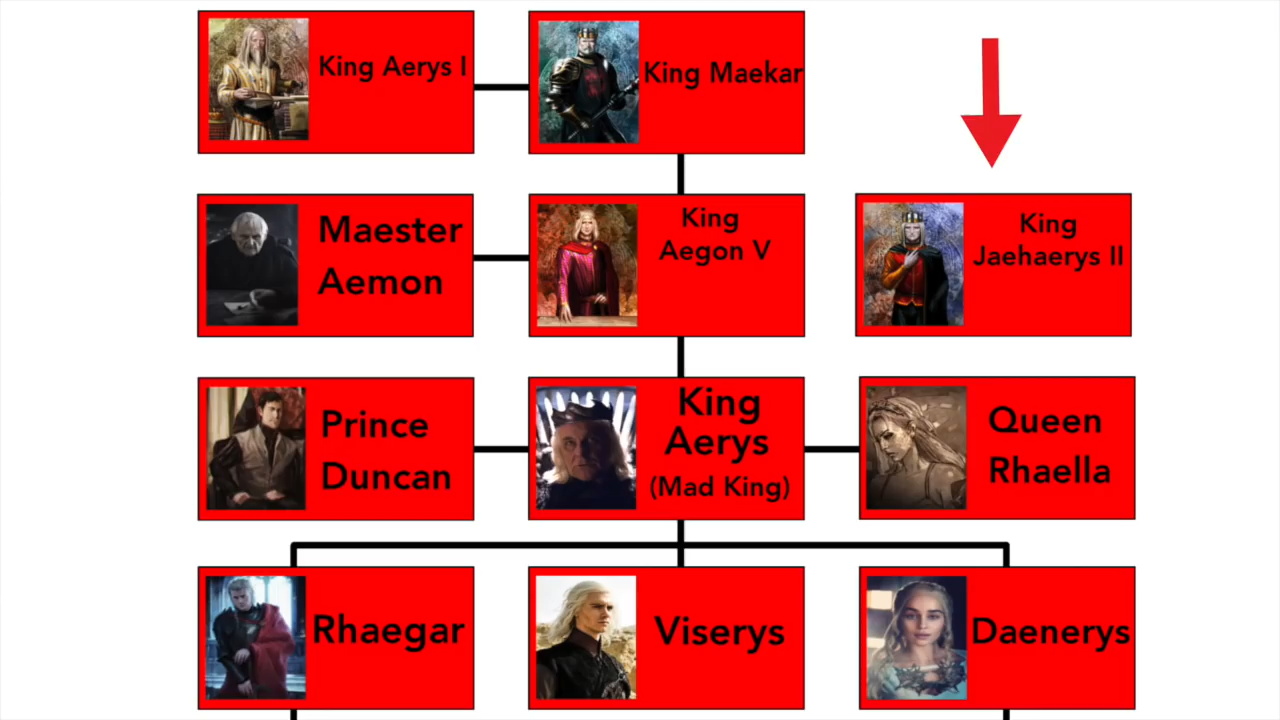 King Aerys I
King Maekar
Maester
Aemon
King
Aegon V
King
Jaehaerys II
Prince
Duncan
King
Aerys
(Mad King)
Queen
Rhaella
Rhaegar
Viserys
Daenerys